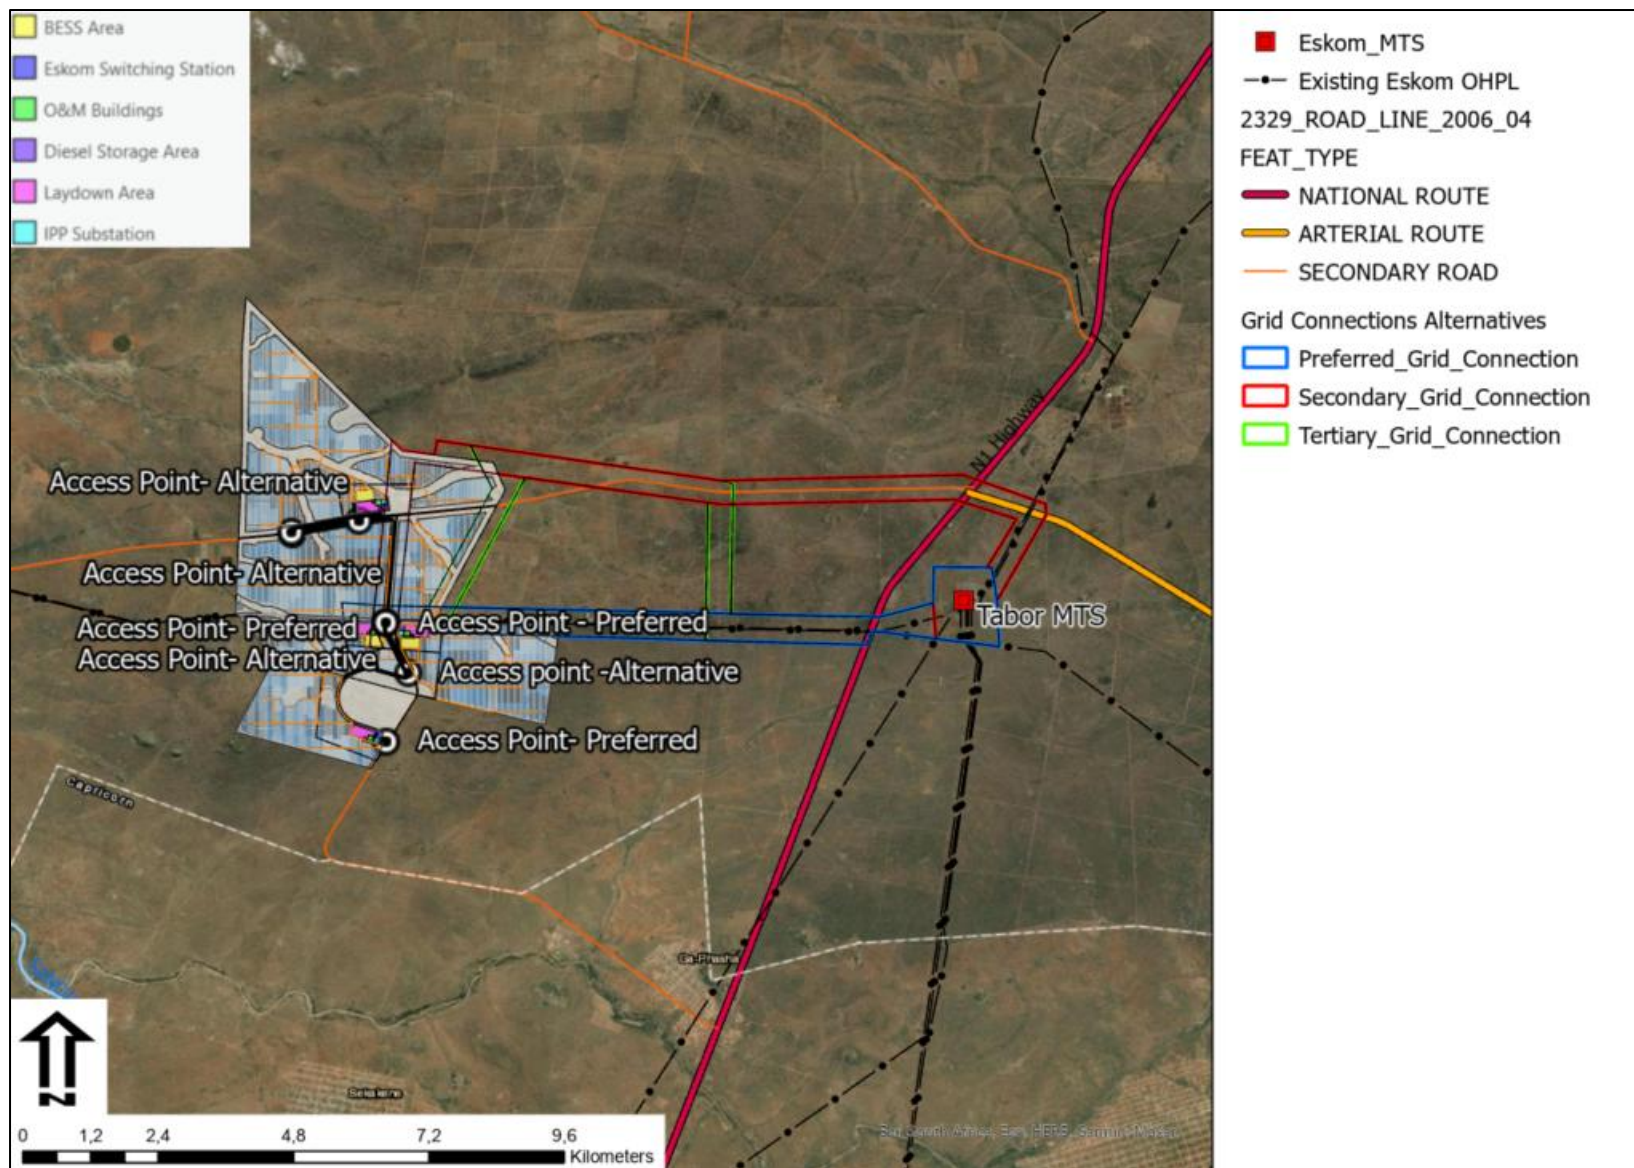 BESS Area
Eskom Switching Station
O&M Buildings
Diesel Storage Area
Laydown Area
IPP Substation
Eskom_MTS
Existing Eskom OHPL
2329_ROAD_LINE_2006_04
FEAT_TYPE
NATIONAL ROUTE
ARTERIAL ROUTE
SECONDARY ROAD
Grid Connections Alternatives
Preferred_Grid_Connection
Secondary_Grid_Connection
Tertiary_Grid_Connection
N1 Highway
Access Point- Alternative
Access Point- Alternative
Access Point- Preferred
Access Point - Preferred
Tabor MTS
Access Point- Alternative
Access point -Alternative
Access Point- Preferred
Capricorn
Ga-Phasha
Sekakene
N
0 1,2 2,4 4,8 7,2 9,6
Kilometers